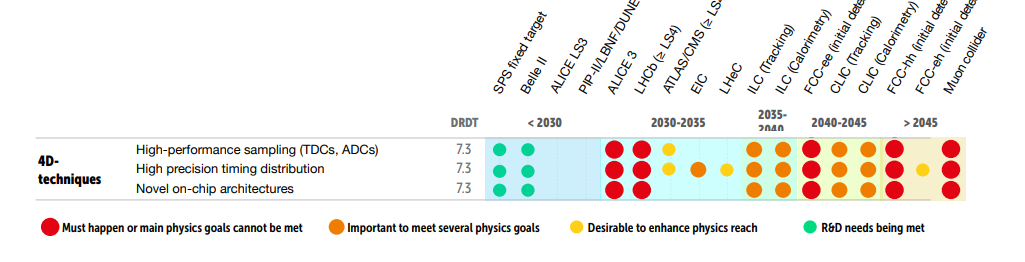 SPS fixed target
Belle II
ALICE LS3
PIP-II/LBNF/DUNE
ALICE 3
LHCb (≥ LS4)
ATLAS/CMS (≥ LS4
EIC
LHeC
ILC (Tracking)
ILC (Calorimetry)
FCC-ee (initial dete
CLIC (Tracking)
CLIC (Calorimetry)
FCC-hh (initial dete
FCC-eh (initial dete
Muon collider
DRDT < 2030 2030-2035 2035-2040 2040-2045 > 2045
4D-techniques
High-performance sampling (TDCs, ADCs) 7.3
High precision timing distribution 7.3
Novel on-chip architectures 7.3
Must happen or main physics goals cannot be met Important to meet several physics goals Desirable to enhance physics reach R&D needs being met